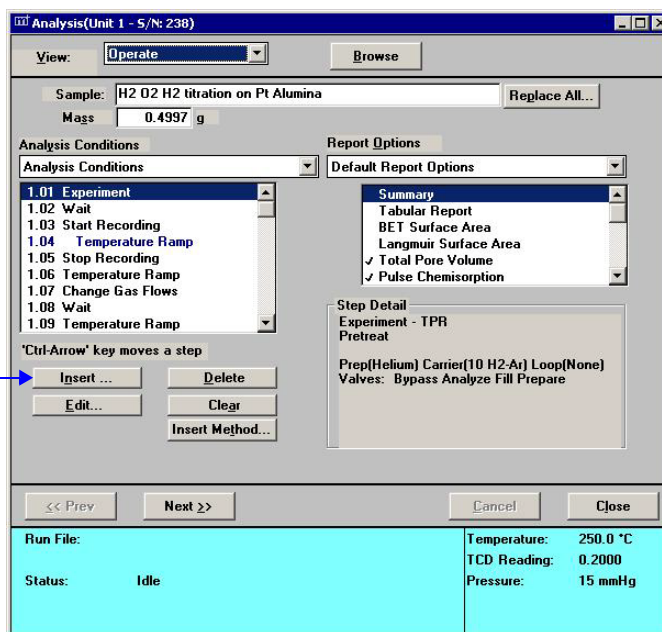 Analysis(Unit 1 - S/N: 238)
View: Operate Browse
Sample: H2 O2 H2 titration on Pt Alumina Replace All...
Mass 0.4997 g
Analysis Conditions
Analysis Conditions
1.01 Experiment
1.02 Wait
1.03 Start Recording
1.04 Temperature Ramp
1.05 Stop Recording
1.06 Temperature Ramp
1.07 Change Gas Flows
1.08 Wait
1.09 Temperature Ramp
'Ctrl-Arrow' key moves a step
Insert ... Delete
Edit... Clear
Insert Method...
Report Options
Default Report Options
Summary
Tabular Report
BET Surface Area
Langmuir Surface Area
✓ Total Pore Volume
✓ Pulse Chemisorption
Step Detail
Experiment - TPR
Pretreat
Prep(Helium) Carrier(10 H2-Ar) Loop(None)
Valves: Bypass Analyze Fill Prepare
<< Prev Next >> Cancel Close
Run File:
Status: Idle
Temperature: 250.0 °C
TCD Reading: 0.2000
Pressure: 15 mmHg